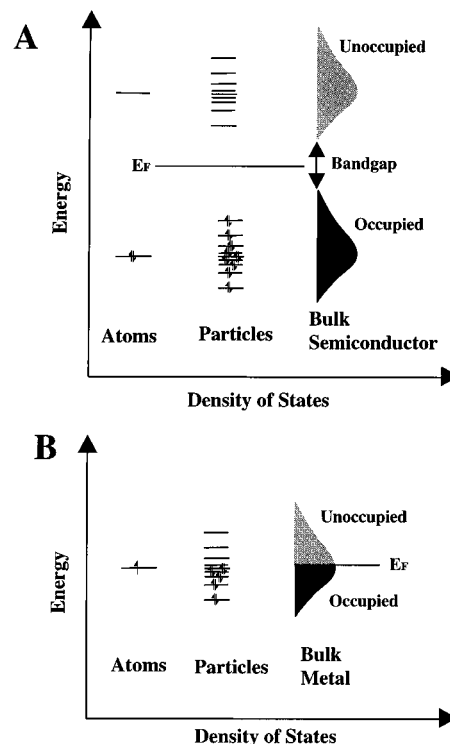 A
Unoccupied
EF
Bandgap
Energy
Occupied
Atoms
Particles
Bulk
Semiconductor
Density of States
B
Unoccupied
EF
Energy
Occupied
Atoms
Particles
Bulk
Metal
Density of States